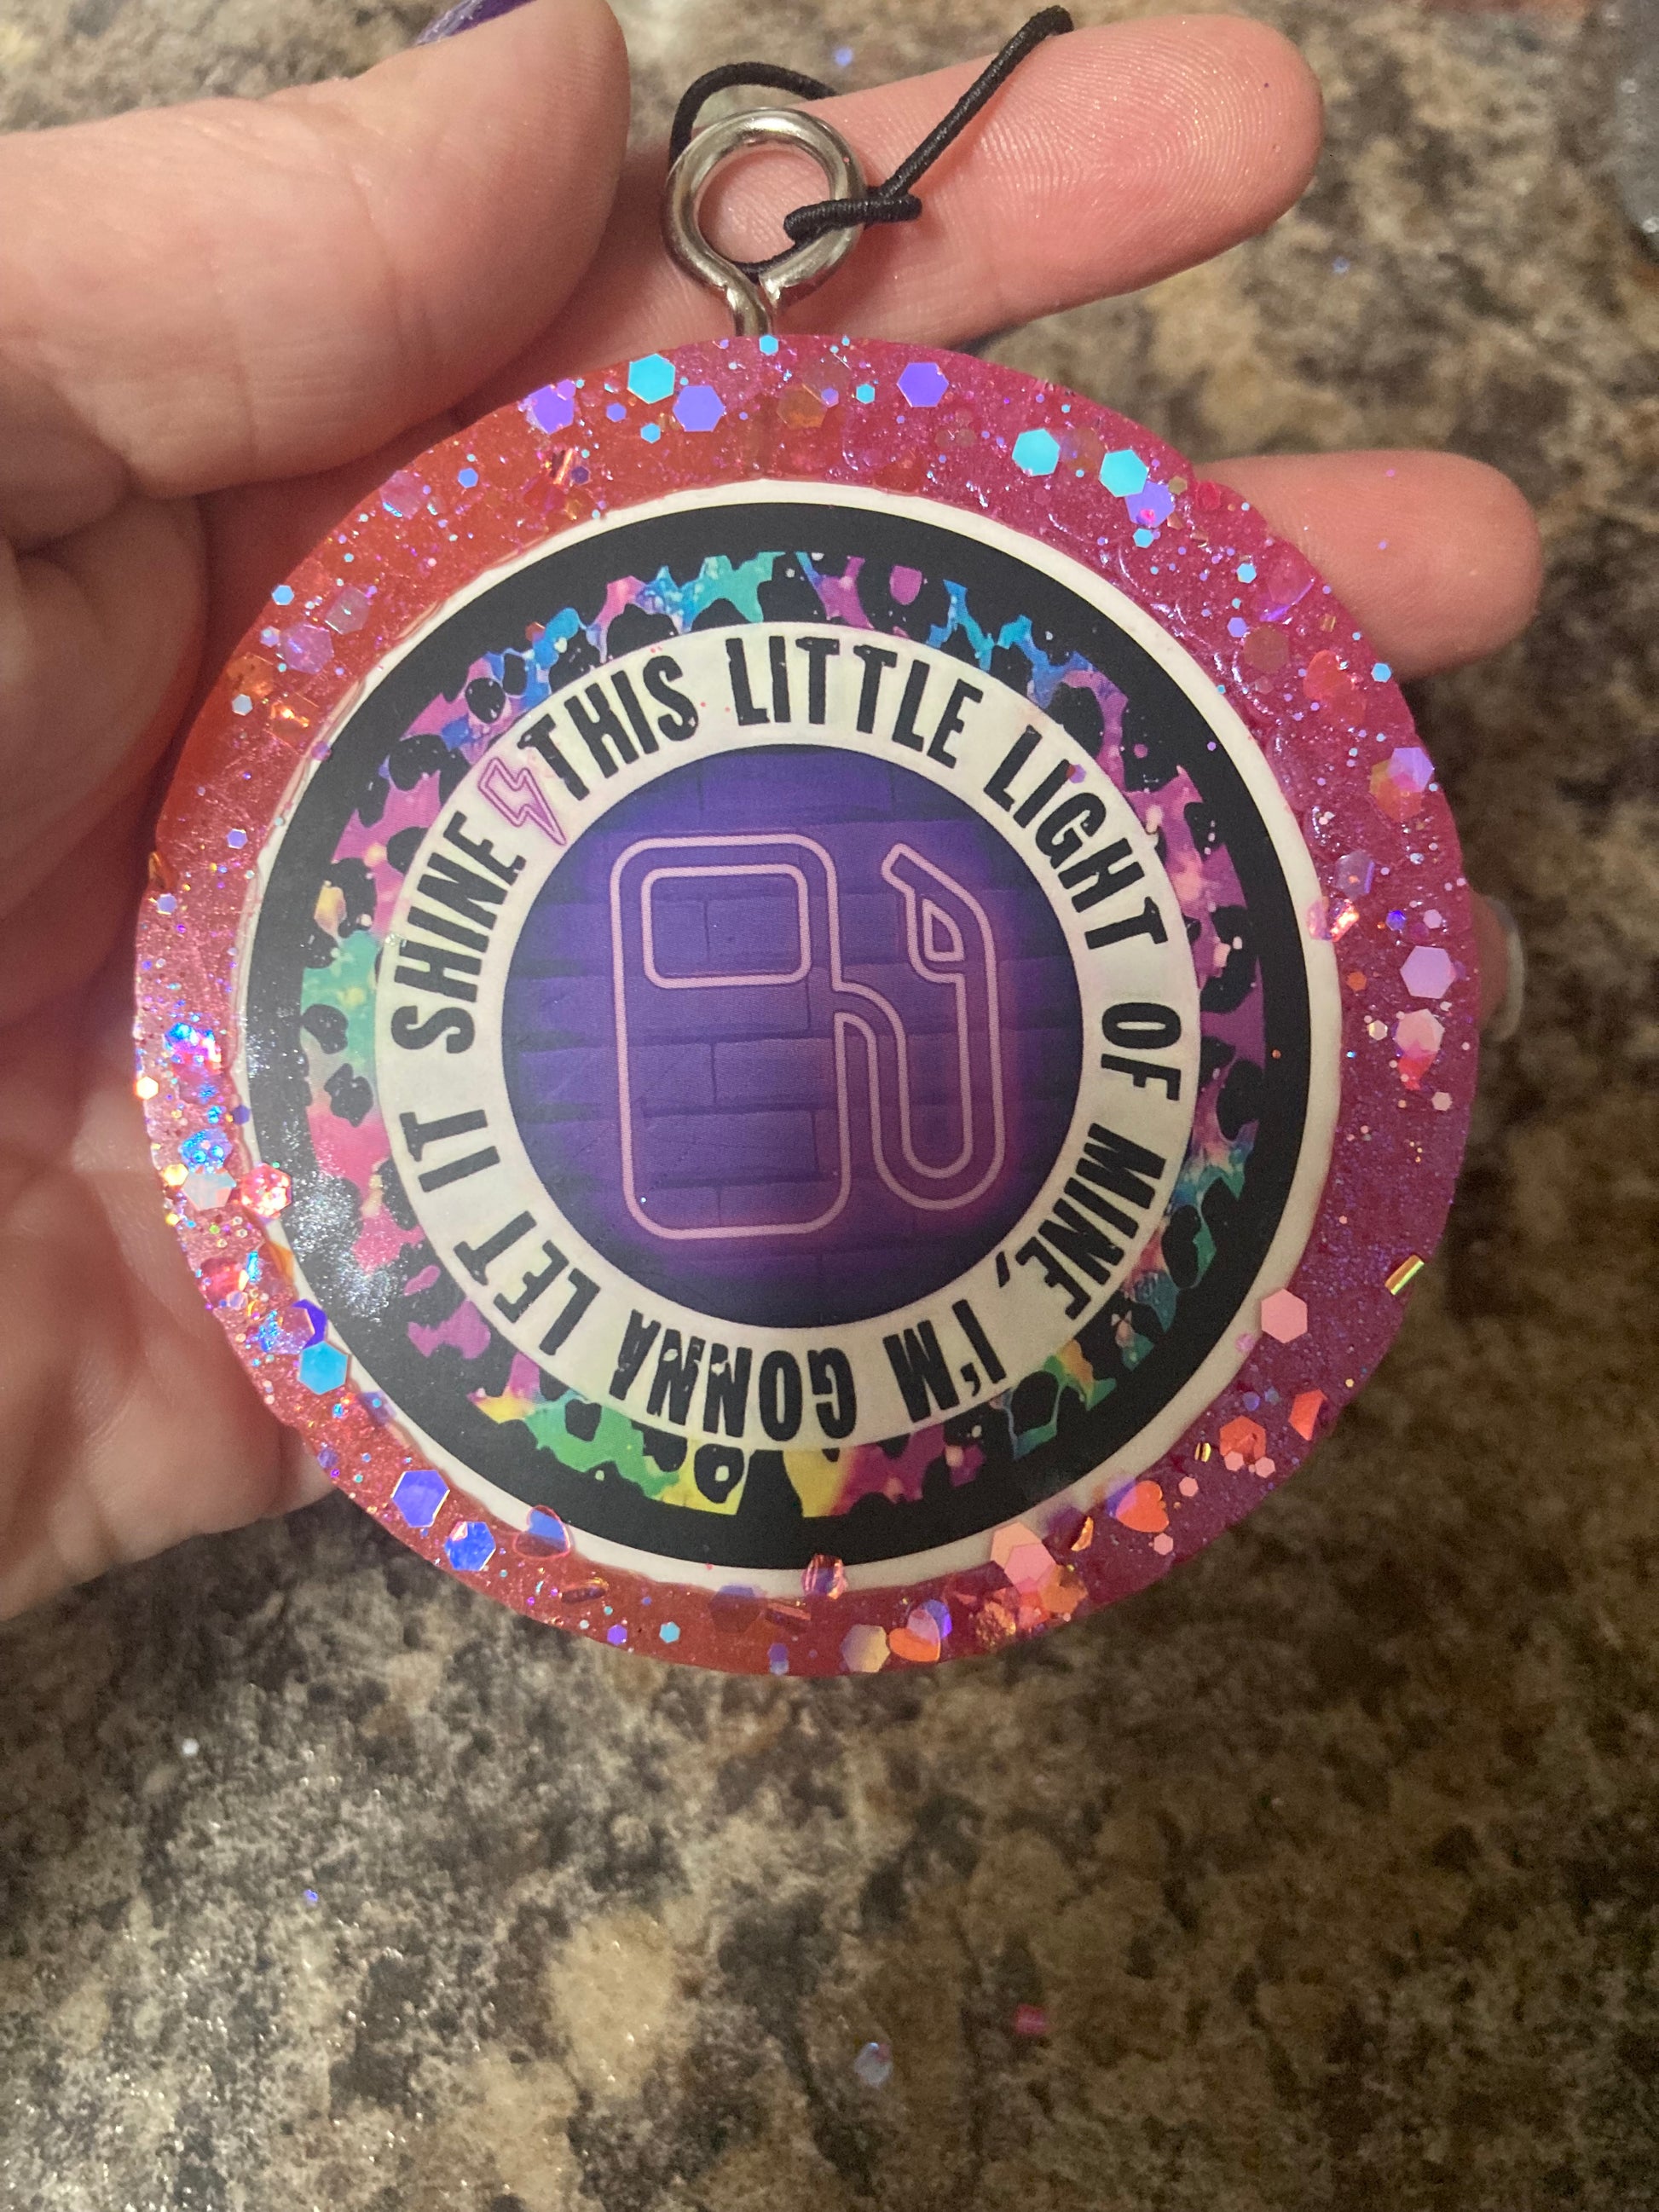 THIS LITTLE LIGHT OF MINE, I'M GONNA LET IT SHINE